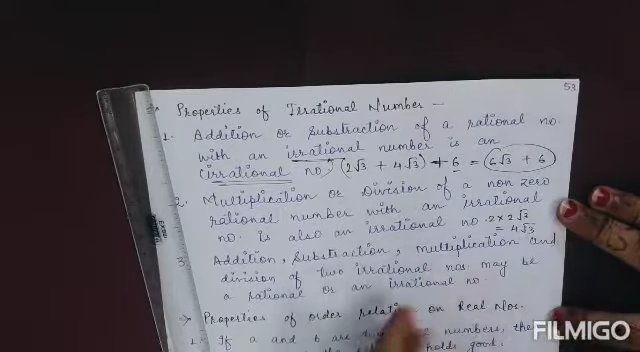 53
Properties of Irrational Number -
1. Addition or Substraction of a rational no.
with an irrational number is an
irrational no. (2√3 + 4√3) + 6 = 6√3 + 6
2. Multiplication or Division of a non zero
rational number with an irrational
no. is also an irrational no. 2 × 2√3
= 4√3
3. Addition, Substraction, multiplication and
division of two irrational nos. may be
a rational or an irrational no.
Properties of order relation on Real Nos.
1. If a and b are numbers, the
holds good:
FILMIGO